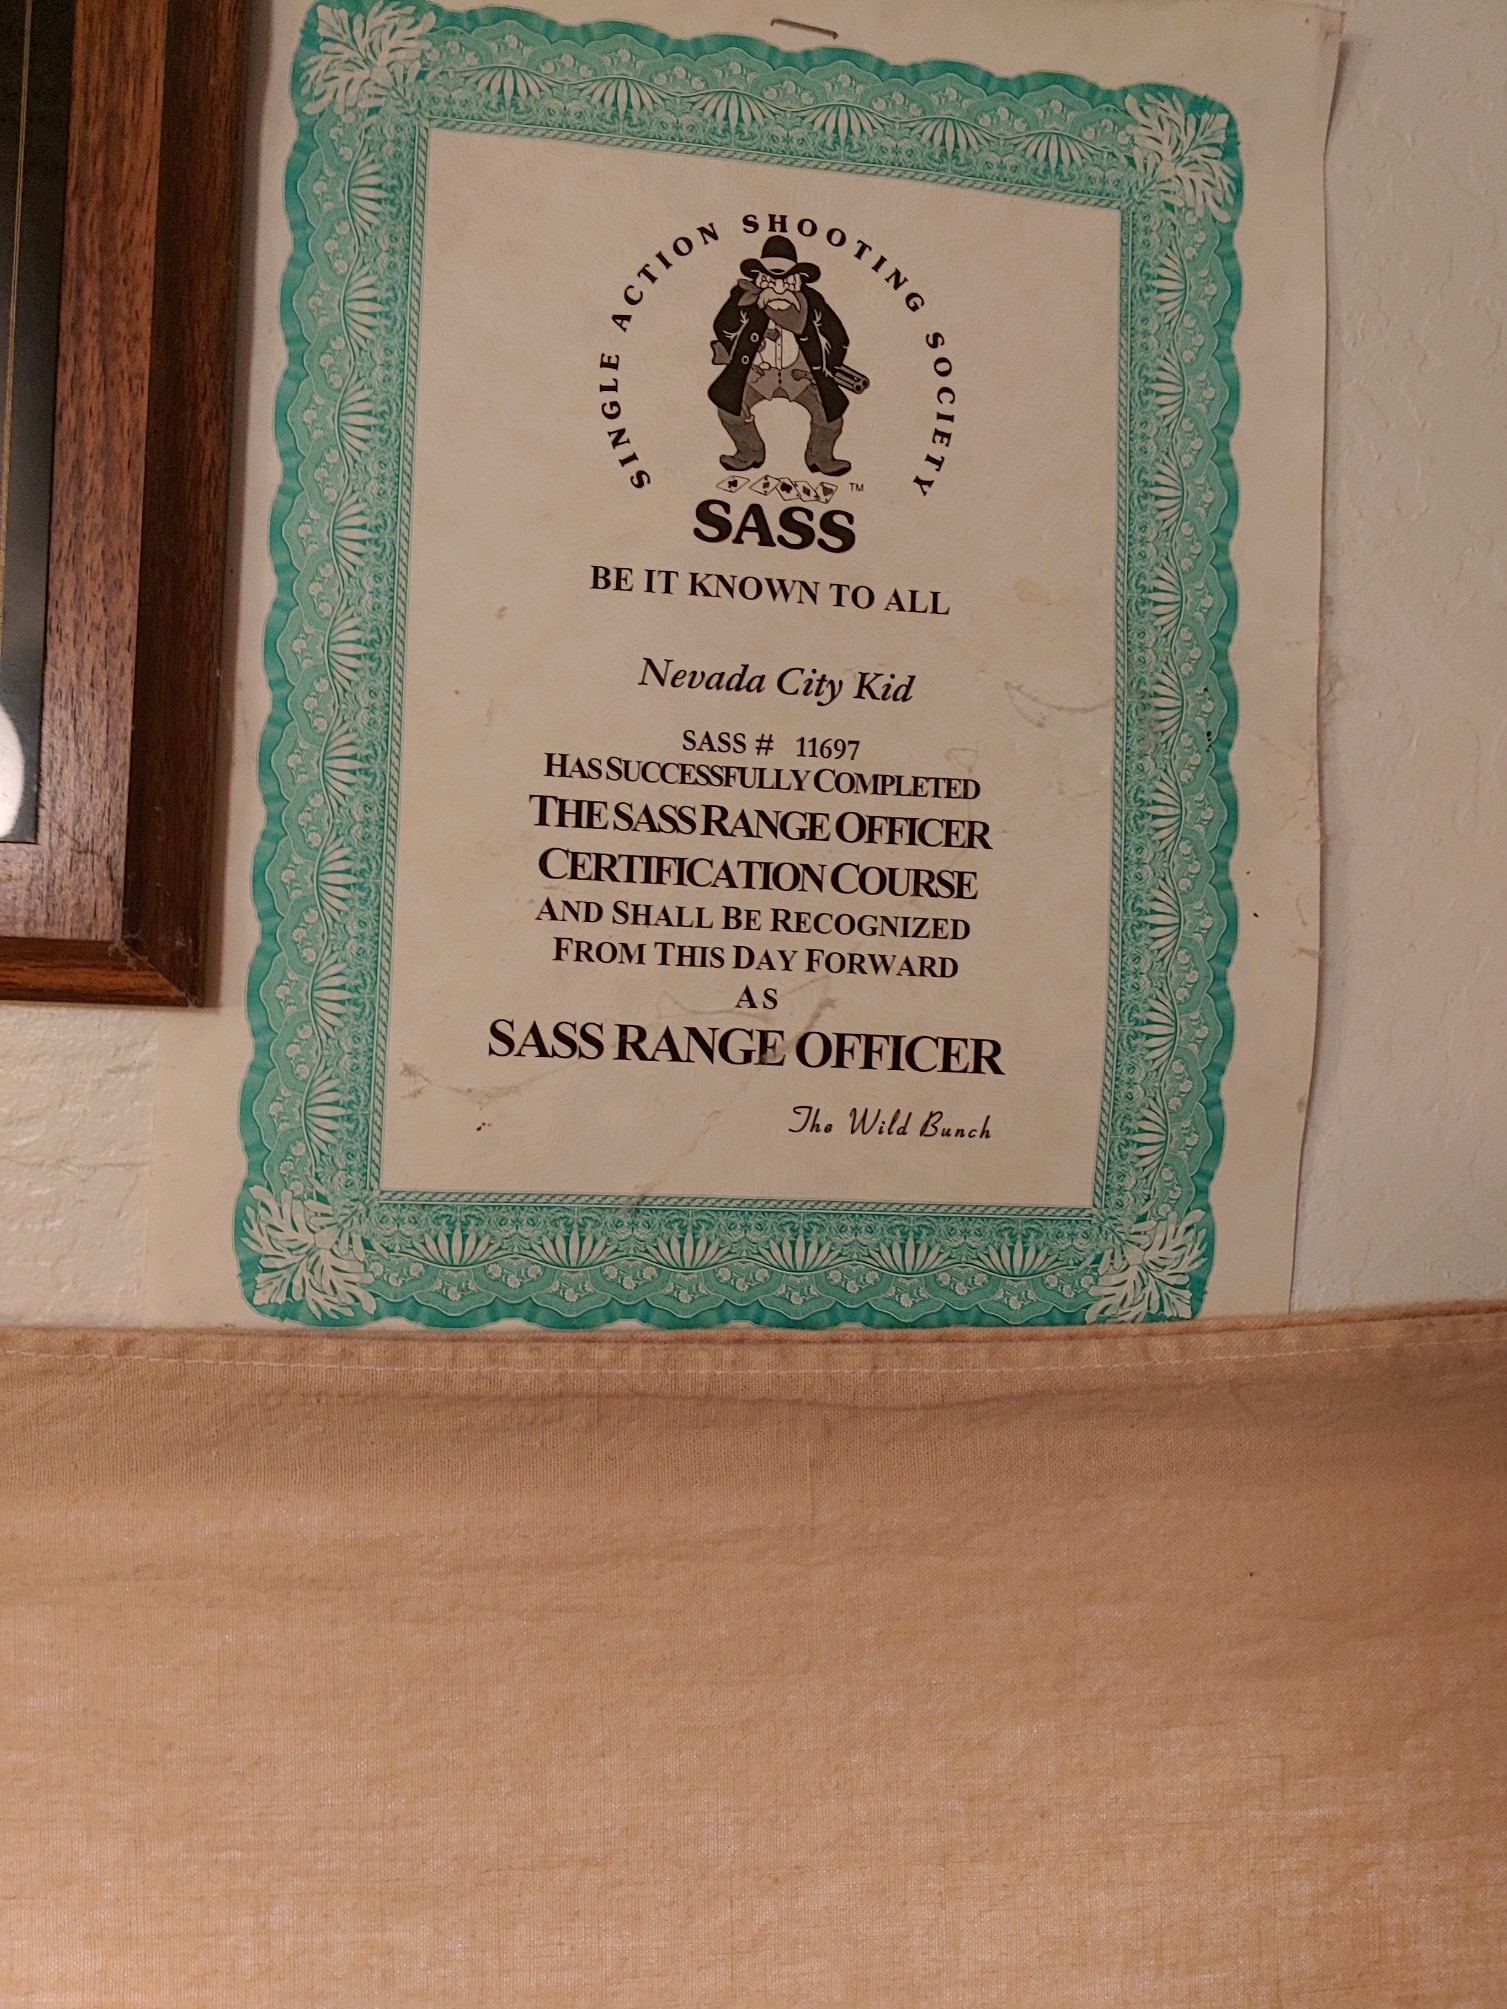 SINGLE ACTION SHOOTING SOCIETY
TM
SASS
BE IT KNOWN TO ALL
Nevada City Kid
SASS # 11697
HAS SUCCESSFULLY COMPLETED
THE SASS RANGE OFFICER
CERTIFICATION COURSE
AND SHALL BE RECOGNIZED
FROM THIS DAY FORWARD
AS
SASS RANGE OFFICER
The Wild Bunch